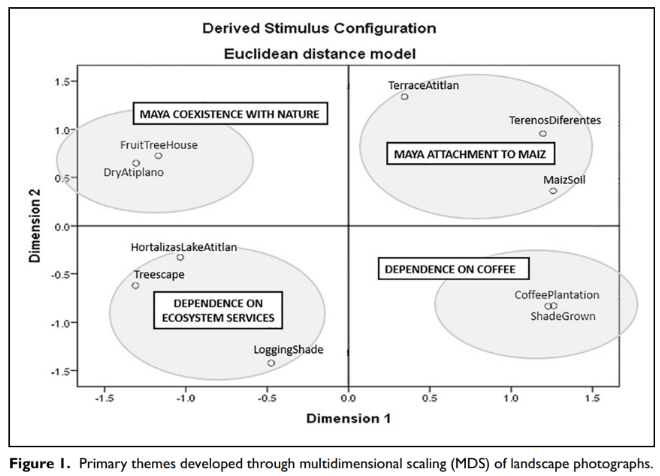 Derived Stimulus Configuration
Euclidean distance model
Dimension 2
1.5
1.0
0.5
0.0
-0.5
-1.0
-1.5
TerraceAtitlan
MAYA COEXISTENCE WITH NATURE
TerenosDiferentes
FruitTreeHouse
MAYA ATTACHMENT TO MAIZ
DryAtiplano
MaizSoil
HortalizasLakeAtitlan
DEPENDENCE ON COFFEE
Treescape
DEPENDENCE ON
ECOSYSTEM SERVICES
CoffeePlantation
ShadeGrown
LoggingShade
-1.5 -1.0 -0.5 0.0 0.5 1.0 1.5
Dimension 1
Figure 1. Primary themes developed through multidimensional scaling (MDS) of landscape photographs.